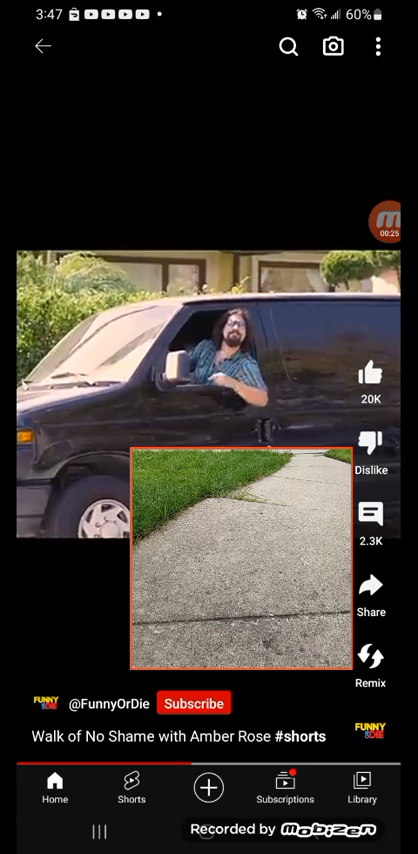 3:47
60%
00:25
20K
Dislike
2.3K
Share
Remix
FUNNY OR DIE
@FunnyOrDie
Subscribe
Walk of No Shame with Amber Rose #shorts
FUNNY OR DIE
Home
Shorts
Subscriptions
Library
Recorded by mobizen